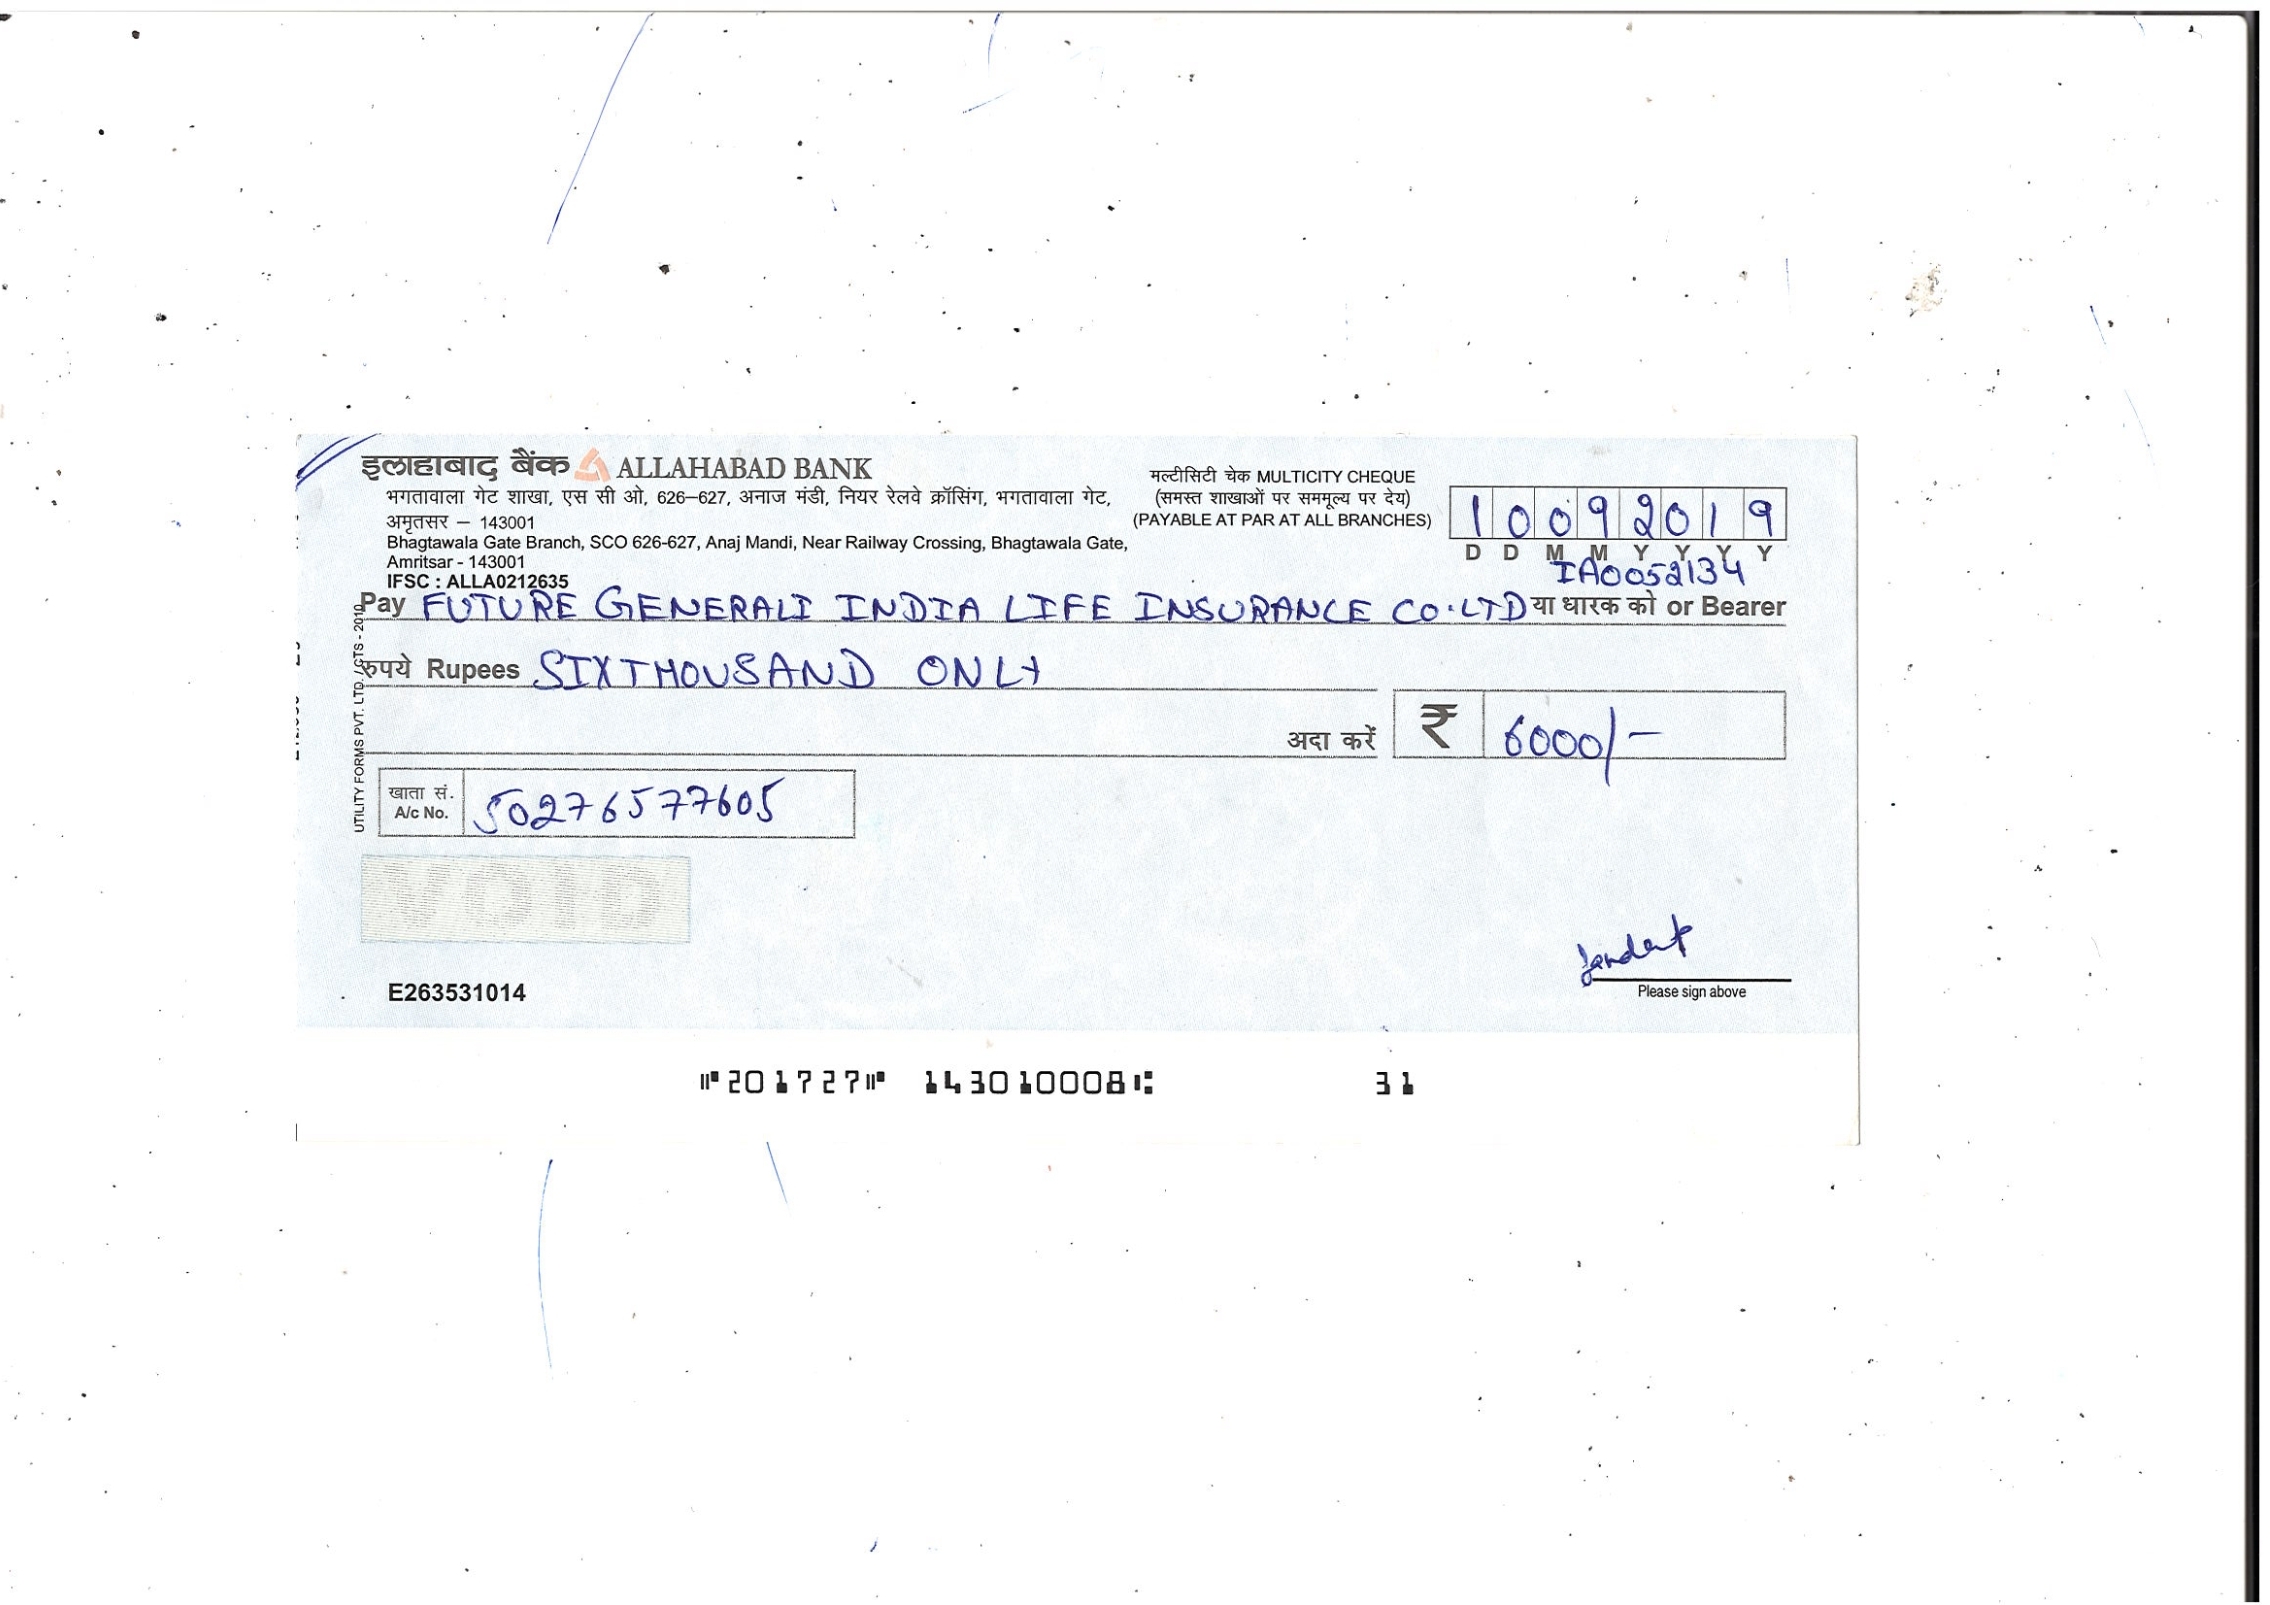 इलाहाबाद बैंक ALLAHABAD BANK
भगतावाला गेट शाखा, एस सी ओ, 626–627, अनाज मंडी, नियर रेलवे क्रॉसिंग, भगतावाला गेट,
अमृतसर – 143001
Bhagtawala Gate Branch, SCO 626-627, Anaj Mandi, Near Railway Crossing, Bhagtawala Gate,
Amritsar - 143001
IFSC : ALLA0212635
मल्टीसिटी चेक MULTICITY CHEQUE
(समस्त शाखाओं पर सममूल्य पर देय)
(PAYABLE AT PAR AT ALL BRANCHES)
1 0 0 9 2 0 1 9
D D M M Y Y Y Y
IA0052134
Pay FUTURE GENERALI INDIA LIFE INSURANCE CO.LTD या धारक को or Bearer
रुपये Rupees SIXTHOUSAND ONLY
अदा करें ₹ 6000/-
खाता सं.
A/c No. 50276577605
UTILITY FORMS PVT. LTD. / CTS - 2010
VOID
E263531014
Please sign above
⑈201727⑈ 143010008⑆ 31